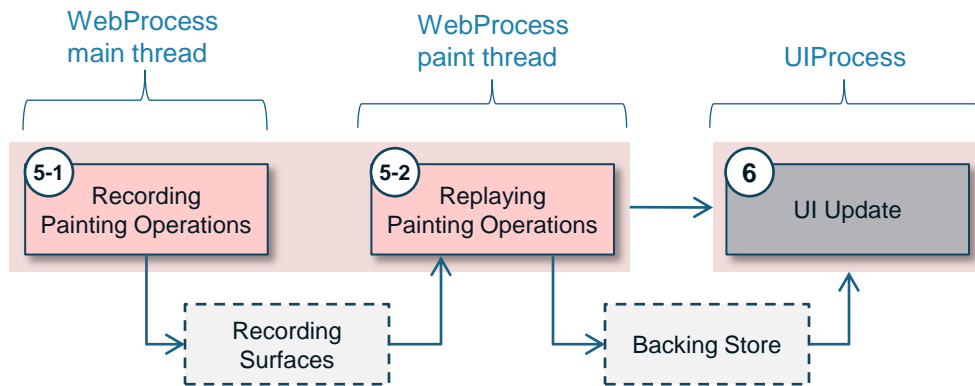 WebProcess
main thread
WebProcess
paint thread
UIProcess
5-1
Recording
Painting Operations
5-2
Replaying
Painting Operations
6
UI Update
Recording
Surfaces
Backing Store